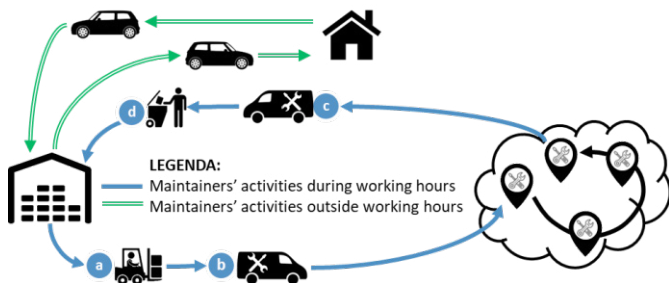 d
c
LEGENDA:
Maintainers' activities during working hours
Maintainers' activities outside working hours
a
b